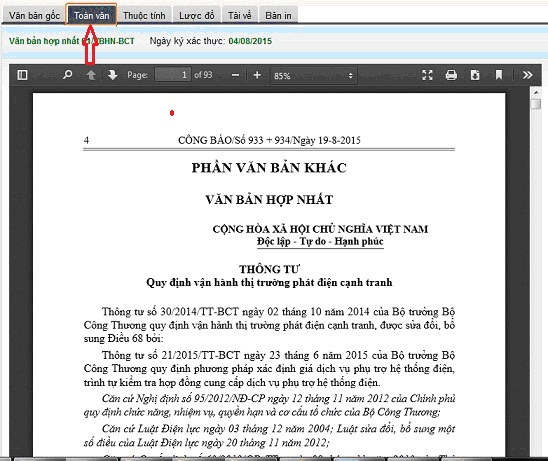 Văn bản gốc Toàn văn Thuộc tính Lược đồ Tải về Bản in
Văn bản hợp nhất BHN-BCT Ngày ký xác thực: 04/08/2015
Page: 1 of 93 85%
4 CÔNG BÁO/Số 933 + 934/Ngày 19-8-2015
PHẦN VĂN BẢN KHÁC
VĂN BẢN HỢP NHẤT
CỘNG HÒA XÃ HỘI CHỦ NGHĨA VIỆT NAM
Độc lập - Tự do - Hạnh phúc
THÔNG TƯ
Quy định vận hành thị trường phát điện cạnh tranh
Thông tư số 30/2014/TT-BCT ngày 02 tháng 10 năm 2014 của Bộ trưởng Bộ
Công Thương quy định vận hành thị trường phát điện cạnh tranh, được sửa đổi, bổ
sung Điều 68 bởi:
Thông tư số 21/2015/TT-BCT ngày 23 tháng 6 năm 2015 của Bộ trưởng Bộ
Công Thương quy định phương pháp xác định giá dịch vụ phụ trợ hệ thống điện,
trình tự kiểm tra hợp đồng cung cấp dịch vụ phụ trợ hệ thống điện.
Căn cứ Nghị định số 95/2012/NĐ-CP ngày 12 tháng 11 năm 2012 của Chính phủ
quy định chức năng, nhiệm vụ, quyền hạn và cơ cấu tổ chức của Bộ Công Thương;
Căn cứ Luật Điện lực ngày 03 tháng 12 năm 2004; Luật sửa đổi, bổ sung một
số điều của Luật Điện lực ngày 20 tháng 11 năm 2012;